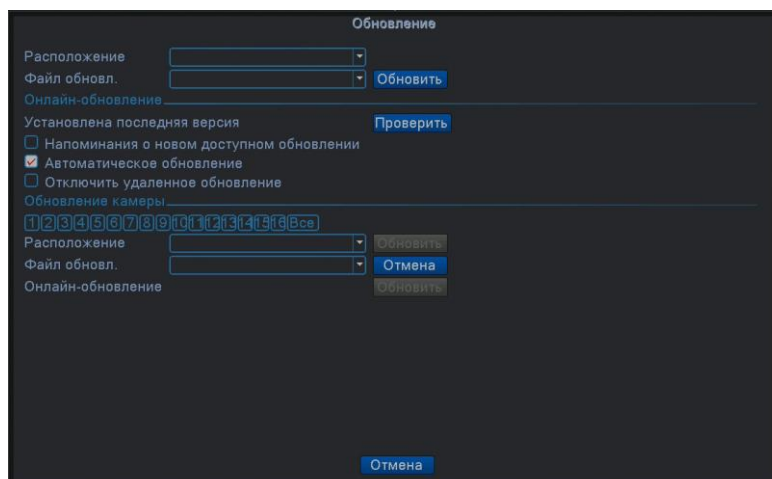 Обновление
Расположение
Файл обновл. Обновить
Онлайн-обновление
Установлена последняя версия Проверить
Напоминания о новом доступном обновлении
Автоматическое обновление
Отключить удаленное обновление
Обновление камеры
1 2 3 4 5 6 7 8 9 10 11 12 13 14 15 16 Все
Расположение Обновить
Файл обновл. Отмена
Онлайн-обновление Обновить
Отмена